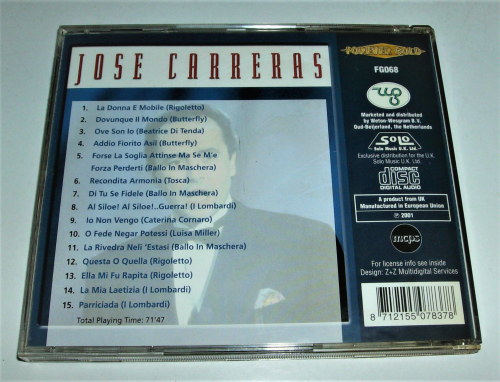 JOSE CARRERAS
1. La Donna E Mobile (Rigoletto)
2. Dovunque Il Mondo (Butterfly)
3. Ove Son Io (Beatrice Di Tenda)
4. Addio Fiorito Asil (Butterfly)
5. Forse La Soglia Attinse Ma Se M'e
Forza Perderti (Ballo In Maschera)
6. Recondita Armonia (Tosca)
7. Di Tu Se Fidele (Ballo In Maschera)
8. Al Siloe! Al Siloe!..Guerra! (I Lombardi)
9. Io Non Vengo (Caterina Cornaro)
10. O Fede Negar Potessi (Luisa Miller)
11. La Rivedra Neli 'Estasi (Ballo In Maschera)
12. Questa O Quella (Rigoletto)
13. Ella Mi Fu Rapita (Rigoletto)
14. La Mia Laetizia (I Lombardi)
15. Parriciada (I Lombardi)
Total Playing Time: 71'47
FOREVER GOLD
FG068
Marketed and distributed
by Weton-Wesgram B.V.
Oud-Beijerland, the Netherlands
SOLO
Solo Music U.K. Ltd.
Exclusive distribution for the U.K.
Solo Music U.K. Ltd.
COMPACT
disc
DIGITAL AUDIO
A product from UK
Manufactured in European Union
℗ 2001
mcps
For license info see inside
Design: Z+Z Multidigital Services
8 712155 078378